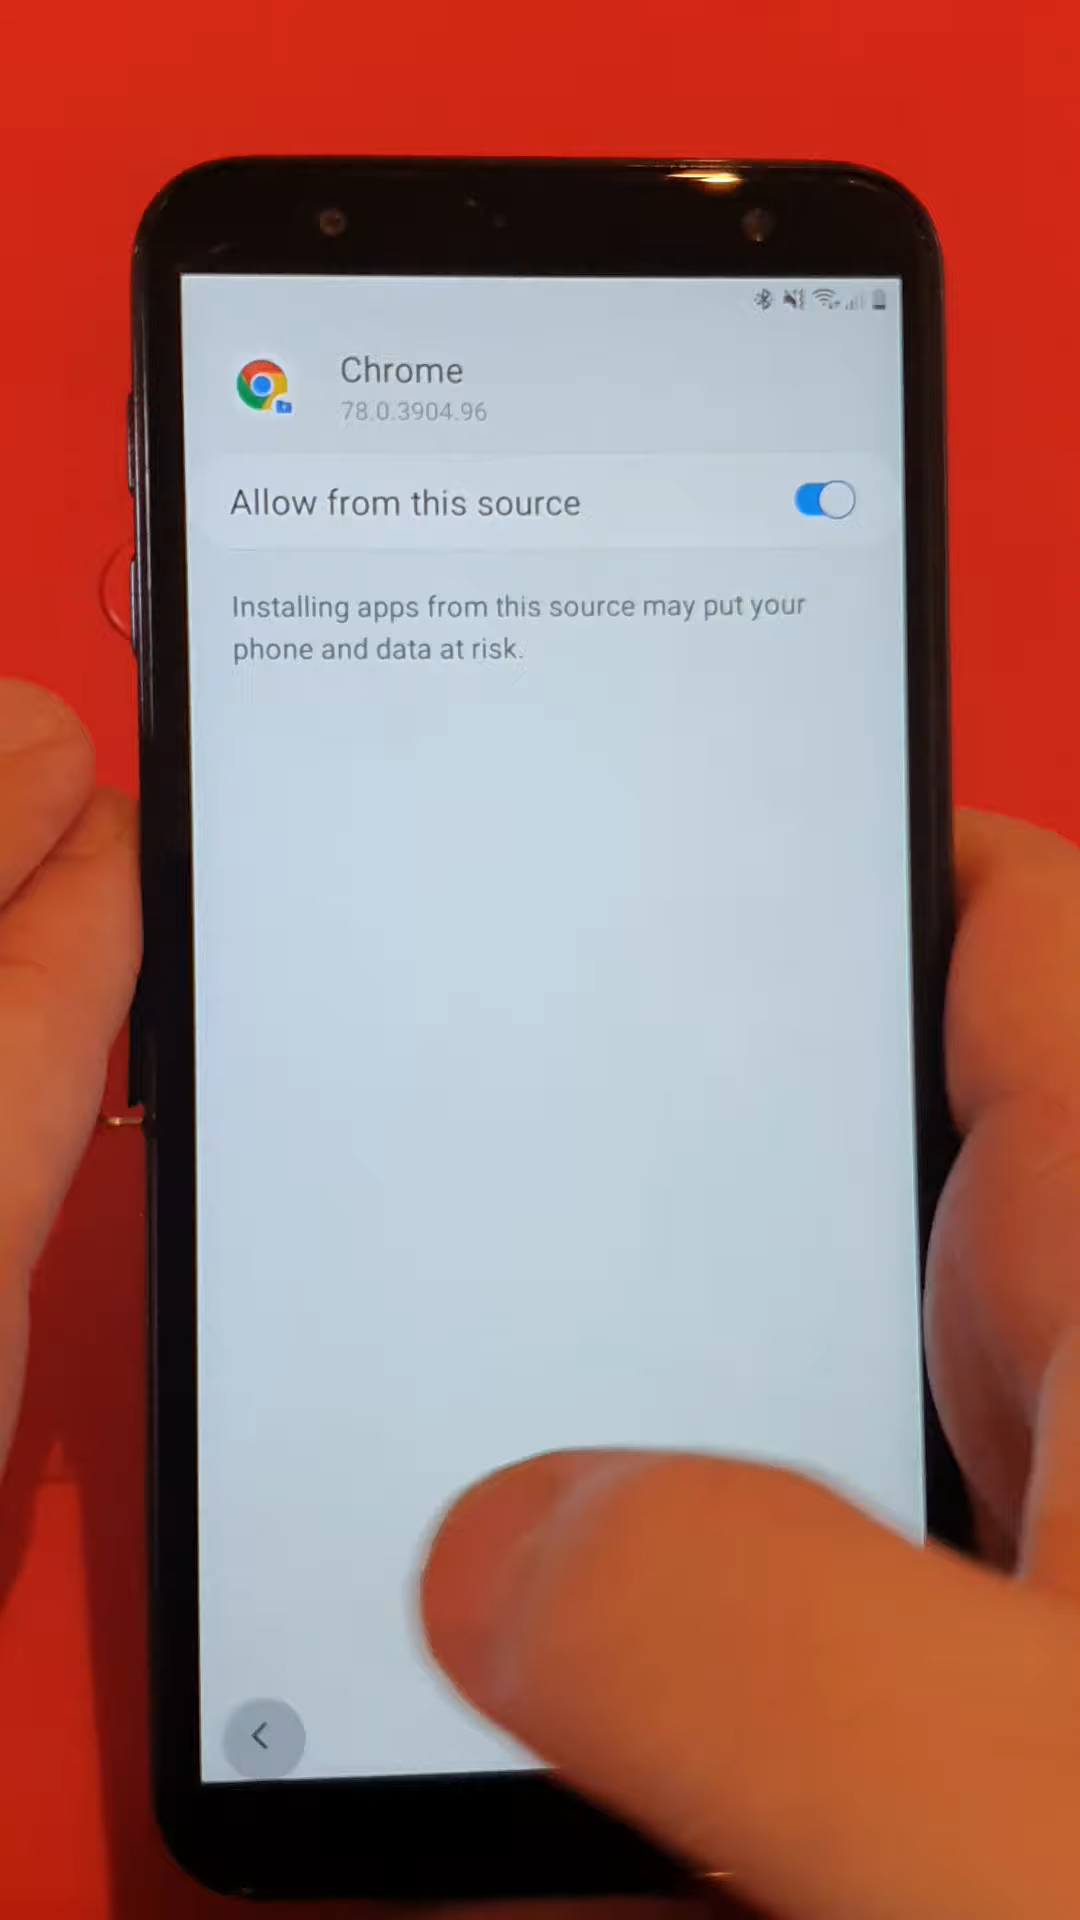 Chrome
78.0.3904.96
Allow from this source
Installing apps from this source may put your
phone and data at risk.